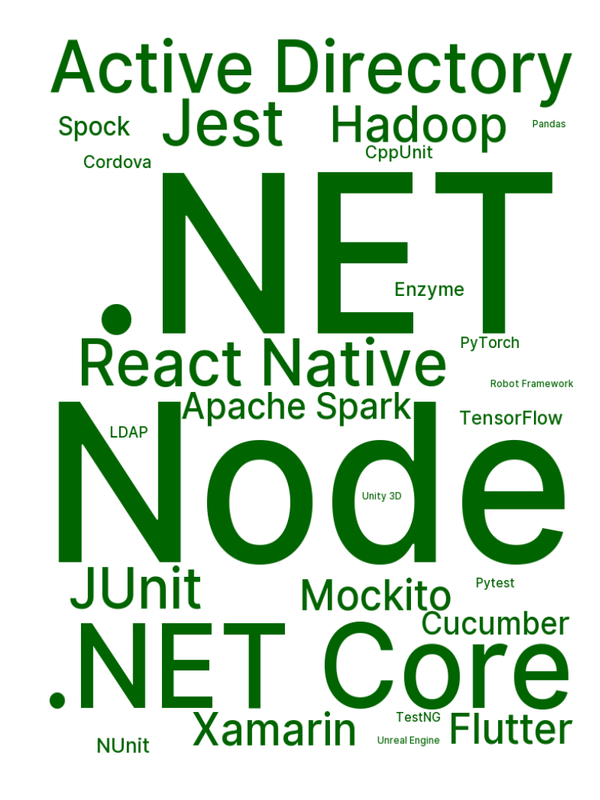 Active Directory
Spock
Jest
Hadoop
Pandas
Cordova
CppUnit
.NET
Enzyme
React Native
PyTorch
Robot Framework
Apache Spark
TensorFlow
LDAP
Node
Unity 3D
JUnit
Mockito
Pytest
Cucumber
.NET Core
Xamarin
TestNG
Flutter
NUnit
Unreal Engine